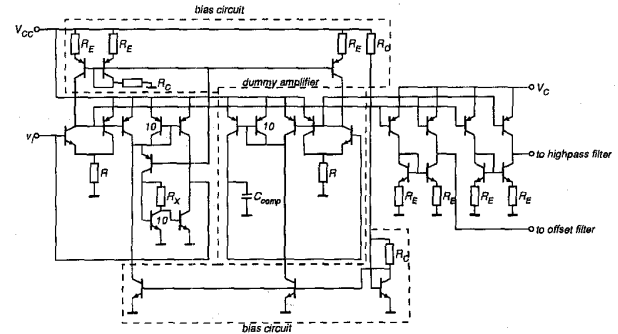 bias circuit
V_CC
R_E
R_E
R_E
R_C
R_C
dummy amplifier
V_C
10
10
v_i
to highpass filter
R
R
R_X
C_comp
R_E
R_E
R_E
R_E
10
to offset filter
R_C
bias circuit